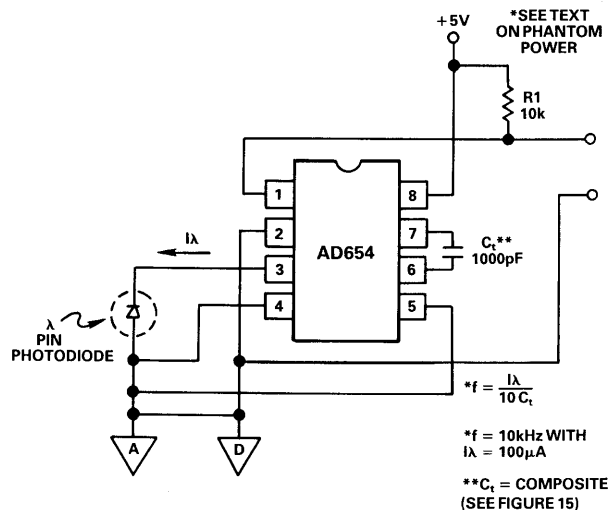 *SEE TEXT
ON PHANTOM
POWER
+5V
R1
10k
1
8
2
7
AD654
Ct**
1000pF
Iλ
3
6
4
5
λ
PIN
PHOTODIODE
*f = Iλ / 10 Ct
A
D
*f = 10kHz WITH
Iλ = 100μA
**Ct = COMPOSITE
(SEE FIGURE 15)